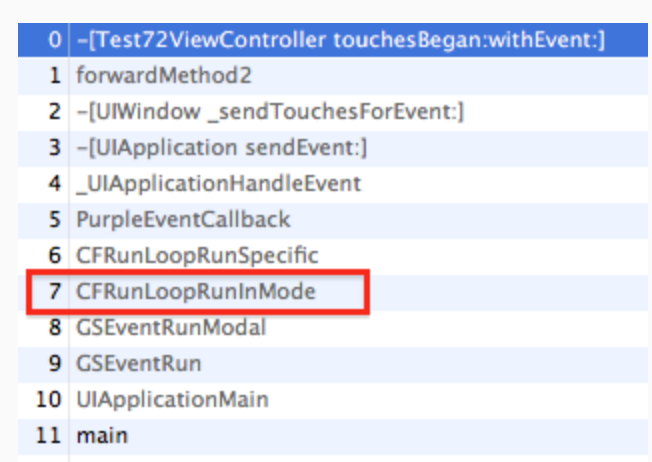 0 -[Test72ViewController touchesBegan:withEvent:]
1 forwardMethod2
2 -[UIWindow _sendTouchesForEvent:]
3 -[UIApplication sendEvent:]
4 _UIApplicationHandleEvent
5 PurpleEventCallback
6 CFRunLoopRunSpecific
7 CFRunLoopRunInMode
8 GSEventRunModal
9 GSEventRun
10 UIApplicationMain
11 main